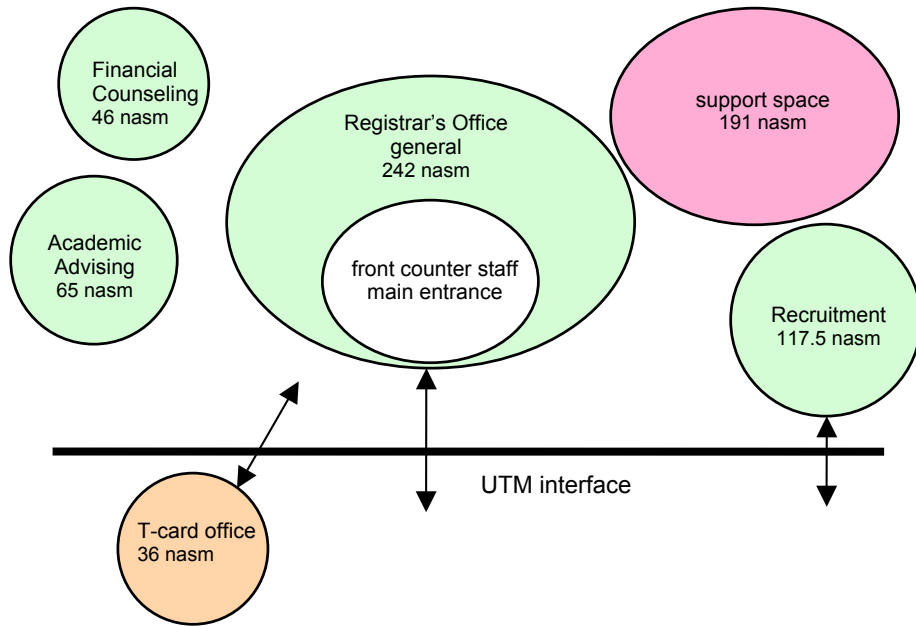 Financial
Counseling
46 nasm
Registrar's Office
general
242 nasm
support space
191 nasm
Academic
Advising
65 nasm
front counter staff
main entrance
Recruitment
117.5 nasm
UTM interface
T-card office
36 nasm